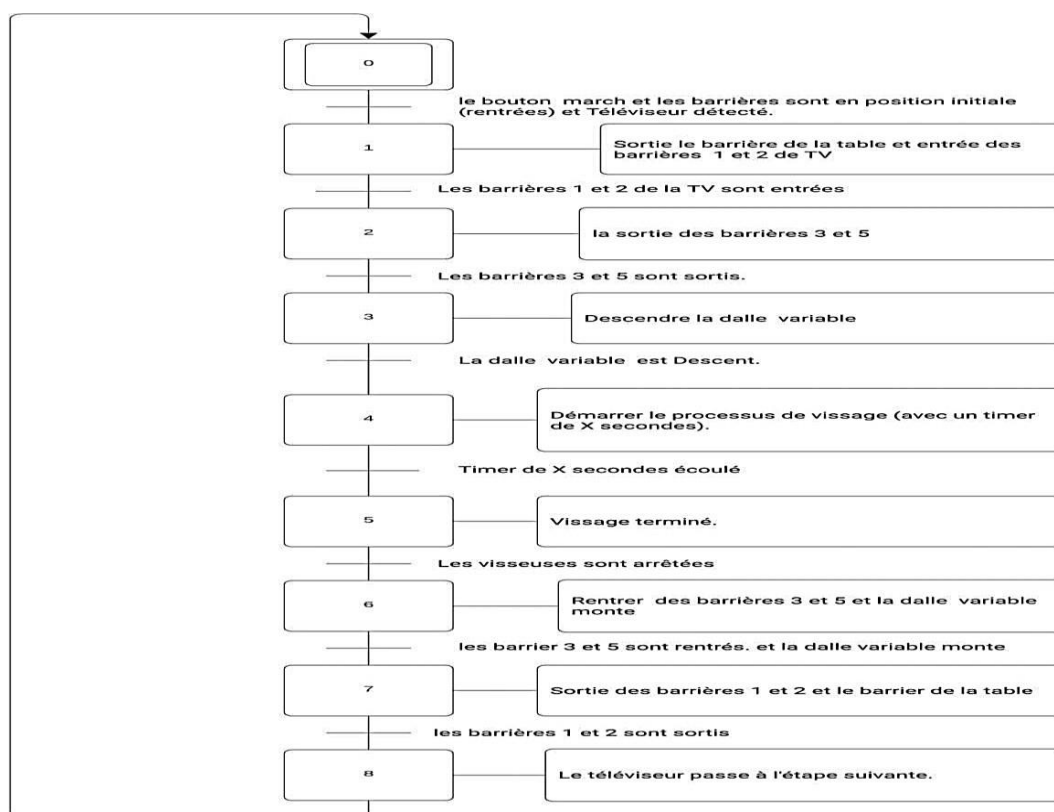 0
le bouton march et les barrières sont en position initiale
(rentrées) et Téléviseur détecté.
1
Sortie le barrière de la table et entrée des
barrières 1 et 2 de TV
Les barrières 1 et 2 de la TV sont entrées
2
la sortie des barrières 3 et 5
Les barrières 3 et 5 sont sortis.
3
Descendre la dalle variable
La dalle variable est Descent.
4
Démarrer le processus de vissage (avec un timer
de X secondes).
Timer de X secondes écoulé
5
Vissage terminé.
Les visseuses sont arrêtées
6
Rentrer des barrières 3 et 5 et la dalle variable
monte
les barrier 3 et 5 sont rentrés. et la dalle variable monte
7
Sortie des barrières 1 et 2 et le barrier de la table
les barrières 1 et 2 sont sortis
8
Le téléviseur passe à l'étape suivante.